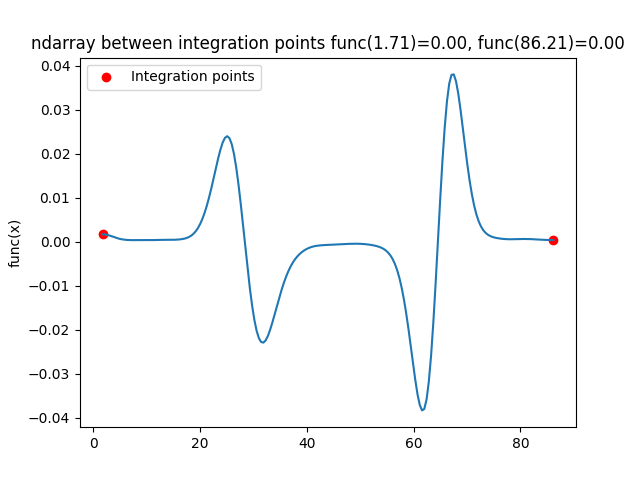 ndarray between integration points func(1.71)=0.00, func(86.21)=0.00
Integration points
func(x)
0.04
0.03
0.02
0.01
0.00
−0.01
−0.02
−0.03
−0.04
0 20 40 60 80